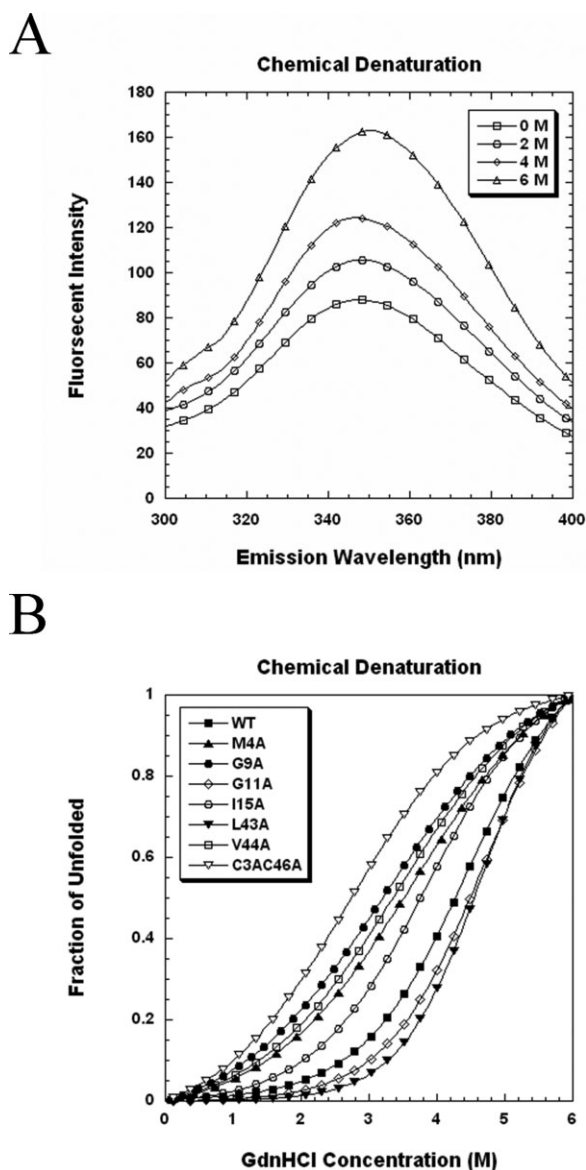 A
Chemical Denaturation
180
160
140
120
100
80
60
40
20
0
Fluorsecent Intensity
0 M
2 M
4 M
6 M
300 320 340 360 380 400
Emission Wavelength (nm)
B
Chemical Denaturation
1
0.8
0.6
0.4
0.2
0
Fraction of Unfolded
WT
M4A
G9A
G11A
I15A
L43A
V44A
C3AC46A
0 1 2 3 4 5 6
GdnHCl Concentration (M)